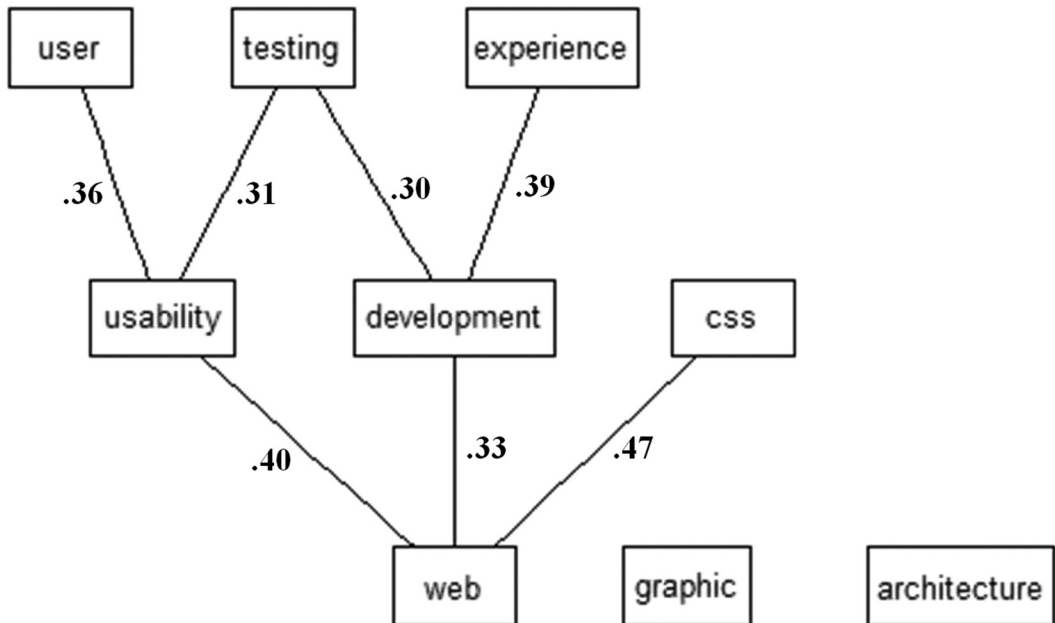 user testing experience
.36 .31 .30 .39
usability development css
.40 .33 .47
web graphic architecture